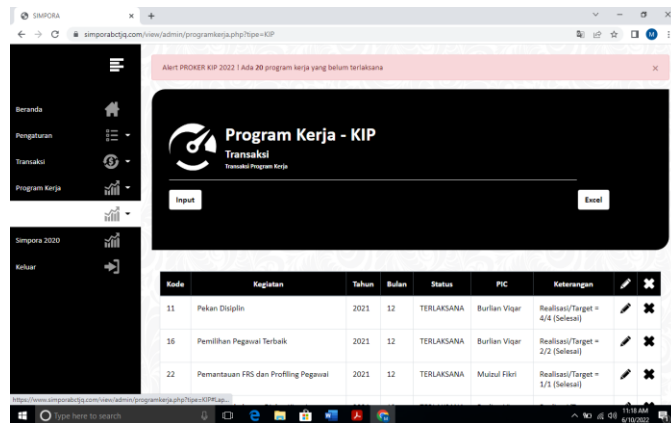 SIMPORA
simporabctjq.com/view/admin/programkerja.php?tipe=KIP
Alert PROKER KIP 2022 ! Ada 20 program kerja yang belum terlaksana
Beranda
Pengaturan
Transaksi
Program Kerja
Simpora 2020
Keluar
Program Kerja - KIP
Transaksi
Transaksi Program Kerja
Input
Excel
Kode Kegiatan Tahun Bulan Status PIC Keterangan
11 Pekan Disiplin 2021 12 TERLAKSANA Burlian Viqar Realisasi/Target =
4/4 (Selesai)
16 Pemilihan Pegawai Terbaik 2021 12 TERLAKSANA Burlian Viqar Realisasi/Target =
2/2 (Selesai)
22 Pemantauan FRS dan Profiling Pegawai 2021 12 TERLAKSANA Muizul Fikri Realisasi/Target =
1/1 (Selesai)
https://www.simporabctjq.com/view/admin/programkerja.php?tipe=KIP#Lap...
Type here to search
11:18 AM
6/10/2022